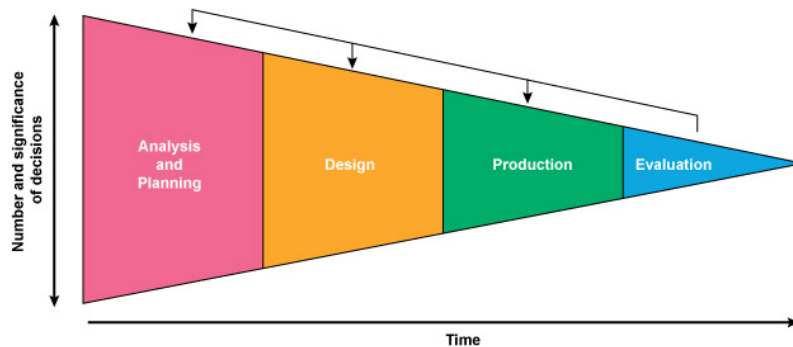 Number and significance
of decisions
Analysis
and
Planning
Design
Production
Evaluation
Time